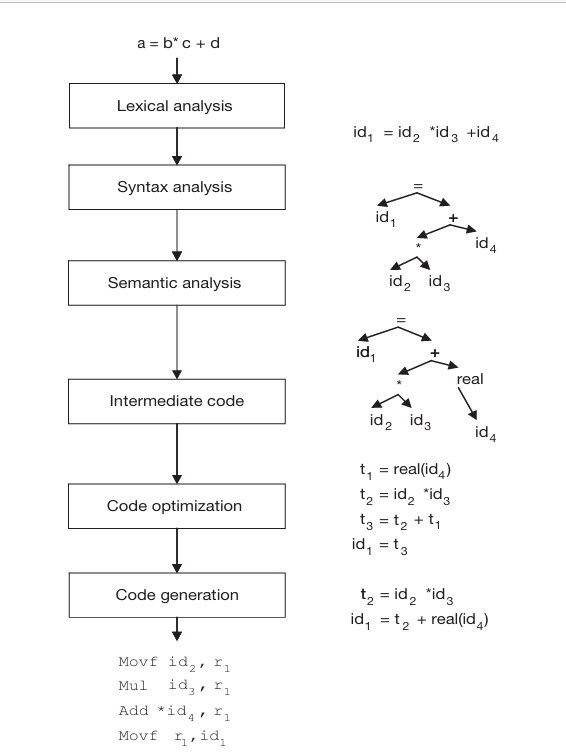 a = b* c + d
Lexical analysis
id₁ = id₂ *id₃ +id₄
Syntax analysis
=
id₁ +
* id₄
id₂ id₃
Semantic analysis
=
id₁ +
* real
id₂ id₃ id₄
Intermediate code
t₁ = real(id₄)
t₂ = id₂ *id₃
t₃ = t₂ + t₁
id₁ = t₃
Code optimization
t₂ = id₂ *id₃
id₁ = t₂ + real(id₄)
Code generation
Movf id₂, r₁
Mul id₃, r₁
Add *id₄, r₁
Movf r₁,id₁